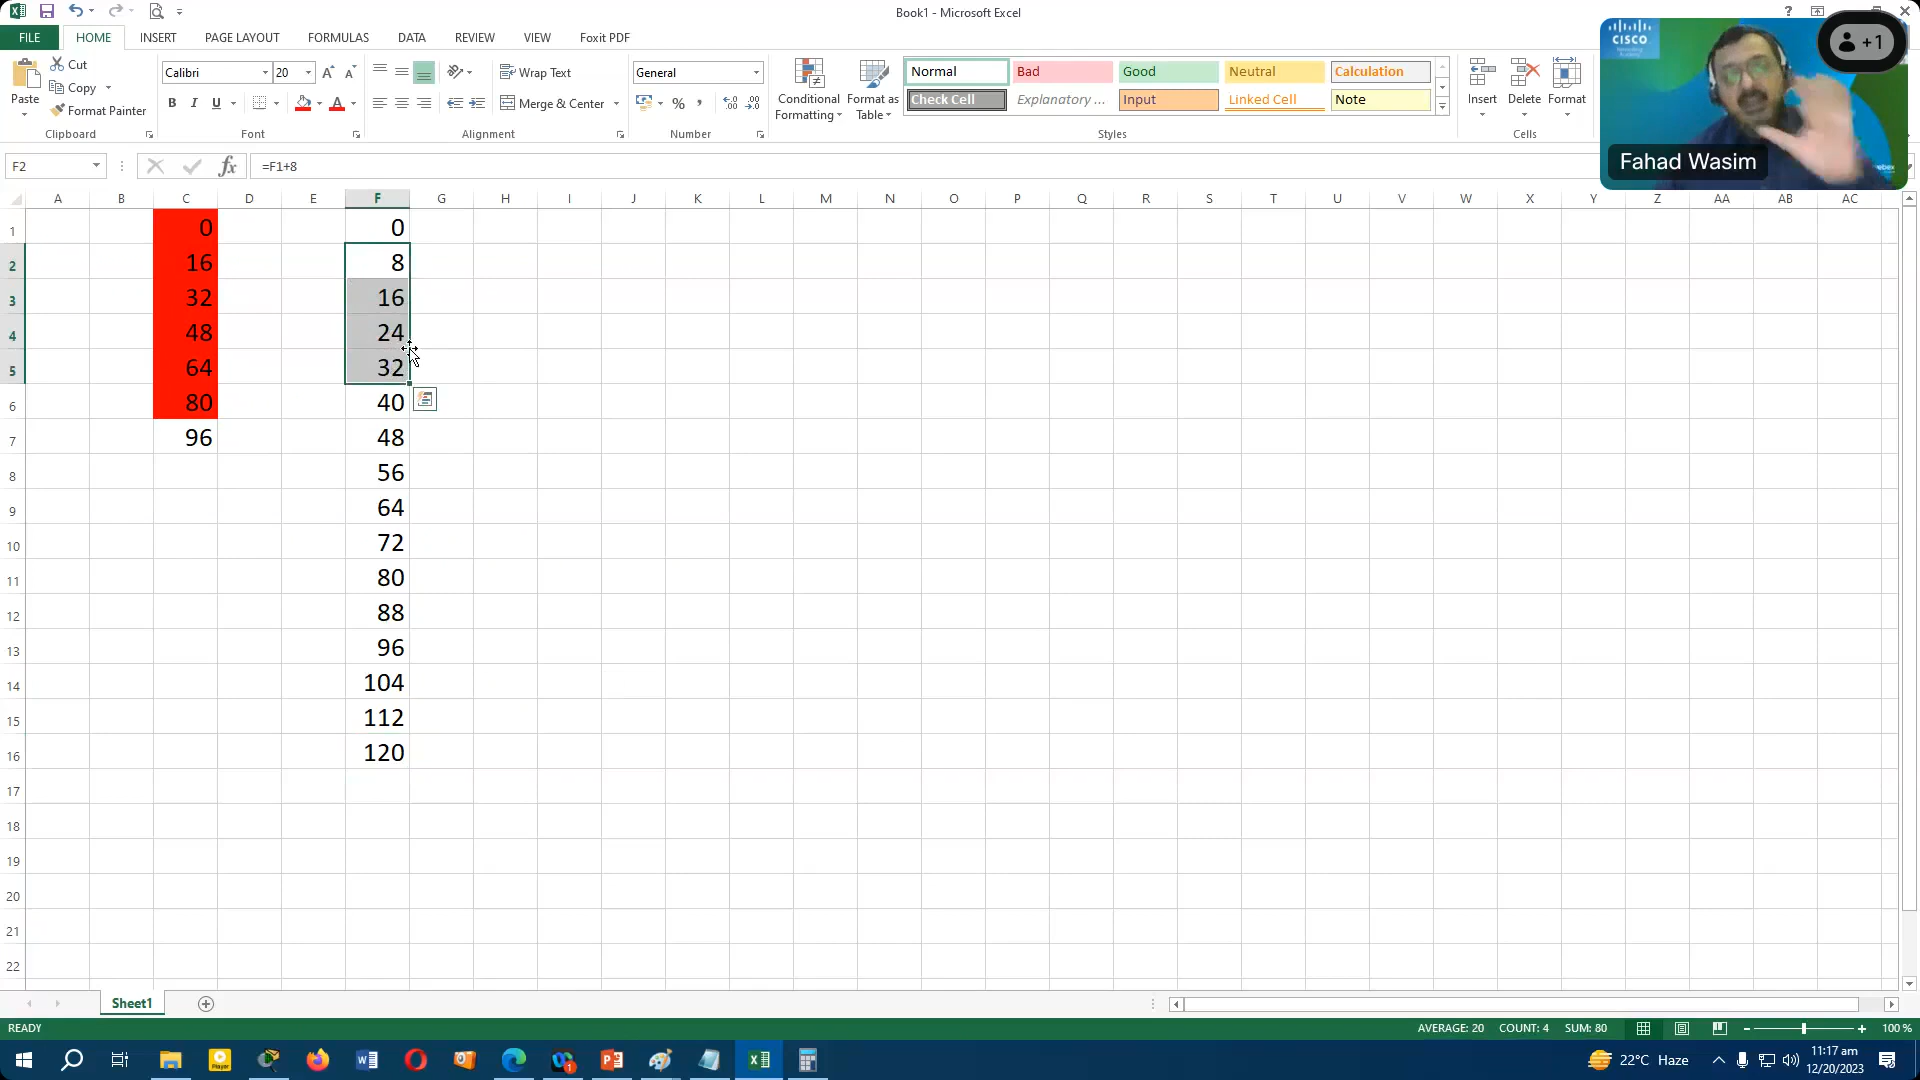 Book1 - Microsoft Excel
?
FILE HOME INSERT PAGE LAYOUT FORMULAS DATA REVIEW VIEW Foxit PDF
Cut
Copy
Format Painter
Paste
Clipboard
Calibri 20
B I U
Font
Wrap Text
Merge & Center
Alignment
General
%
Number
Conditional Formatting
Format as Table
Normal Bad Good Neutral Calculation
Check Cell Explanatory ... Input Linked Cell Note
Styles
Insert Delete Format
Cells
CISCO
+1
Fahad Wasim
F2 fx =F1+8
A B C D E F G H I J K L M N O P Q R S T U V W X Y Z AA AB AC
1 0 0
2 16 8
3 32 16
4 48 24
5 64 32
6 80 40
7 96 48
8 56
9 64
10 72
11 80
12 88
13 96
14 104
15 112
16 120
17
18
19
20
21
22
Sheet1
READY AVERAGE: 20 COUNT: 4 SUM: 80 100 %
22°C Haze 11:17 am
12/20/2023